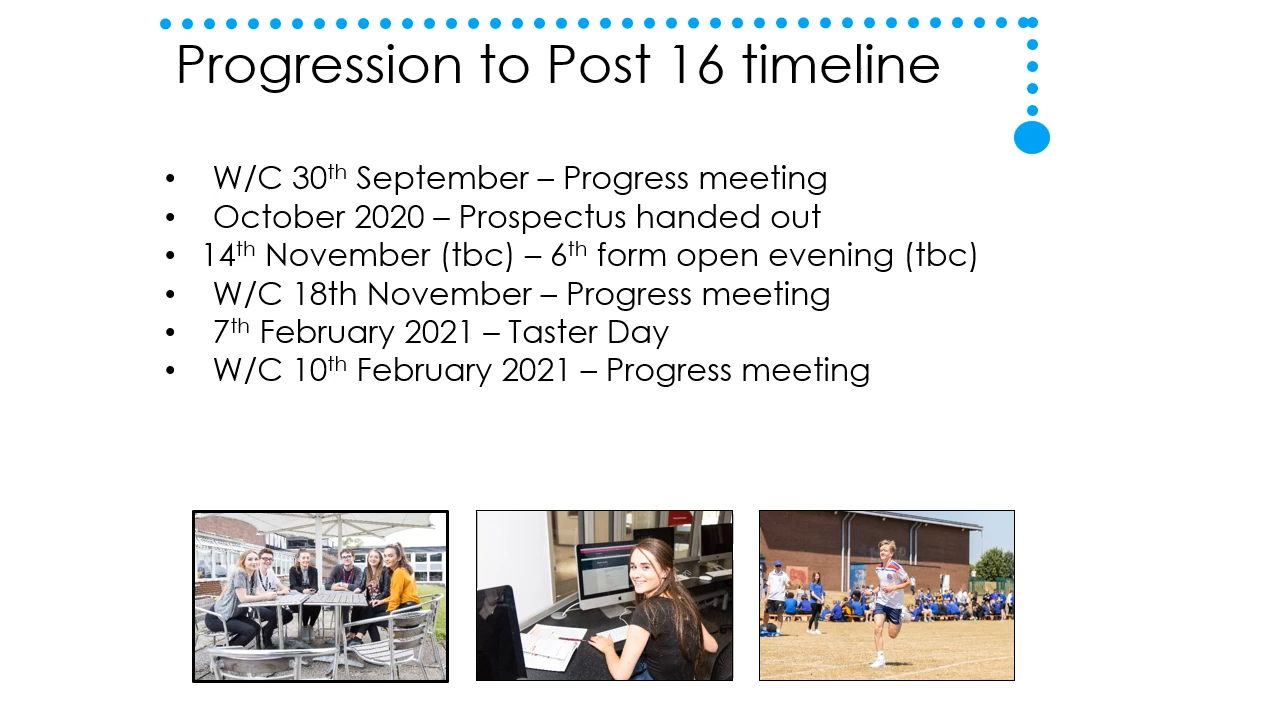 Progression to Post 16 timeline
• W/C 30th September – Progress meeting
• October 2020 – Prospectus handed out
• 14th November (tbc) – 6th form open evening (tbc)
• W/C 18th November – Progress meeting
• 7th February 2021 – Taster Day
• W/C 10th February 2021 – Progress meeting